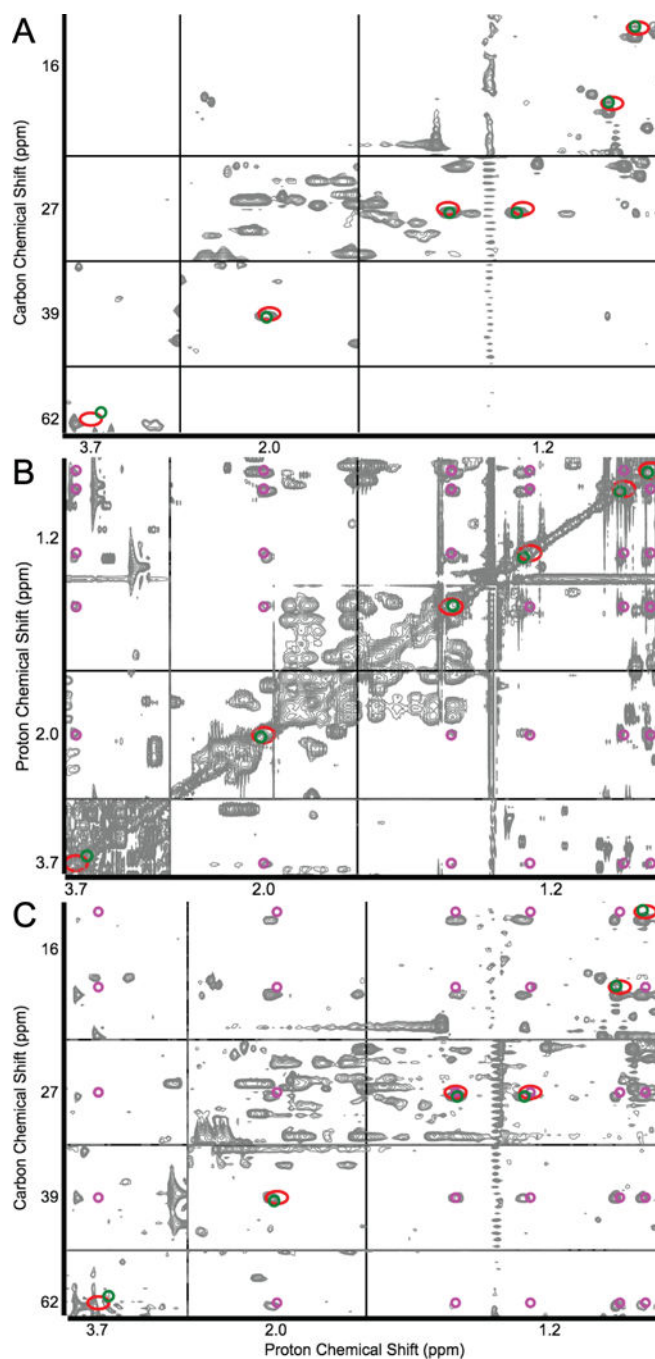 A
16
27
39
62
Carbon Chemical Shift (ppm)
3.7 2.0 1.2
B
1.2
2.0
3.7
Proton Chemical Shift (ppm)
3.7 2.0 1.2
C
16
27
39
62
Carbon Chemical Shift (ppm)
3.7 2.0 1.2
Proton Chemical Shift (ppm)